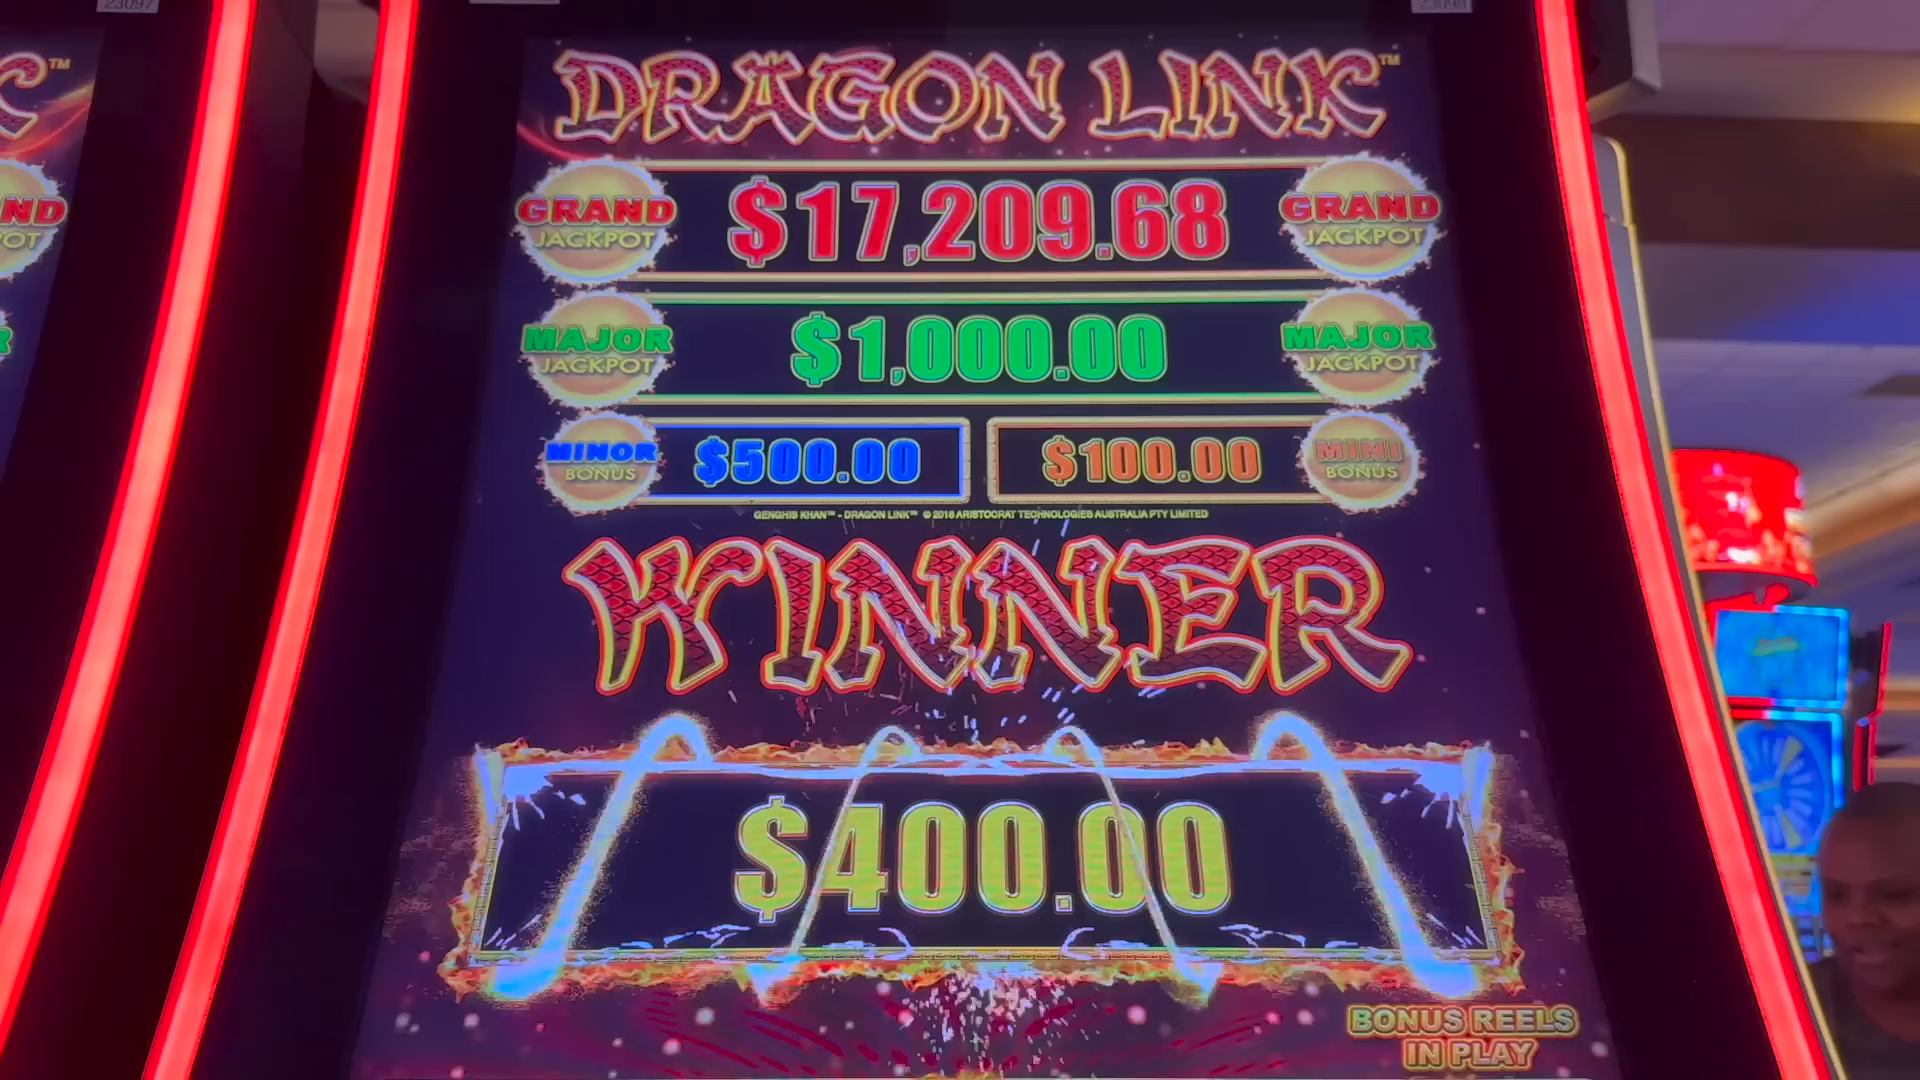 23097
DRAGON LINK™
GRAND
JACKPOT
$17,209.68
GRAND
JACKPOT
MAJOR
JACKPOT
$1,000.00
MAJOR
JACKPOT
MINOR
BONUS
$500.00
$100.00
MINI
BONUS
GENGHIS KHAN™ - DRAGON LINK™ © 2018 ARISTOCRAT TECHNOLOGIES AUSTRALIA PTY LIMITED
WINNER
$400.00
BONUS REELS
IN PLAY